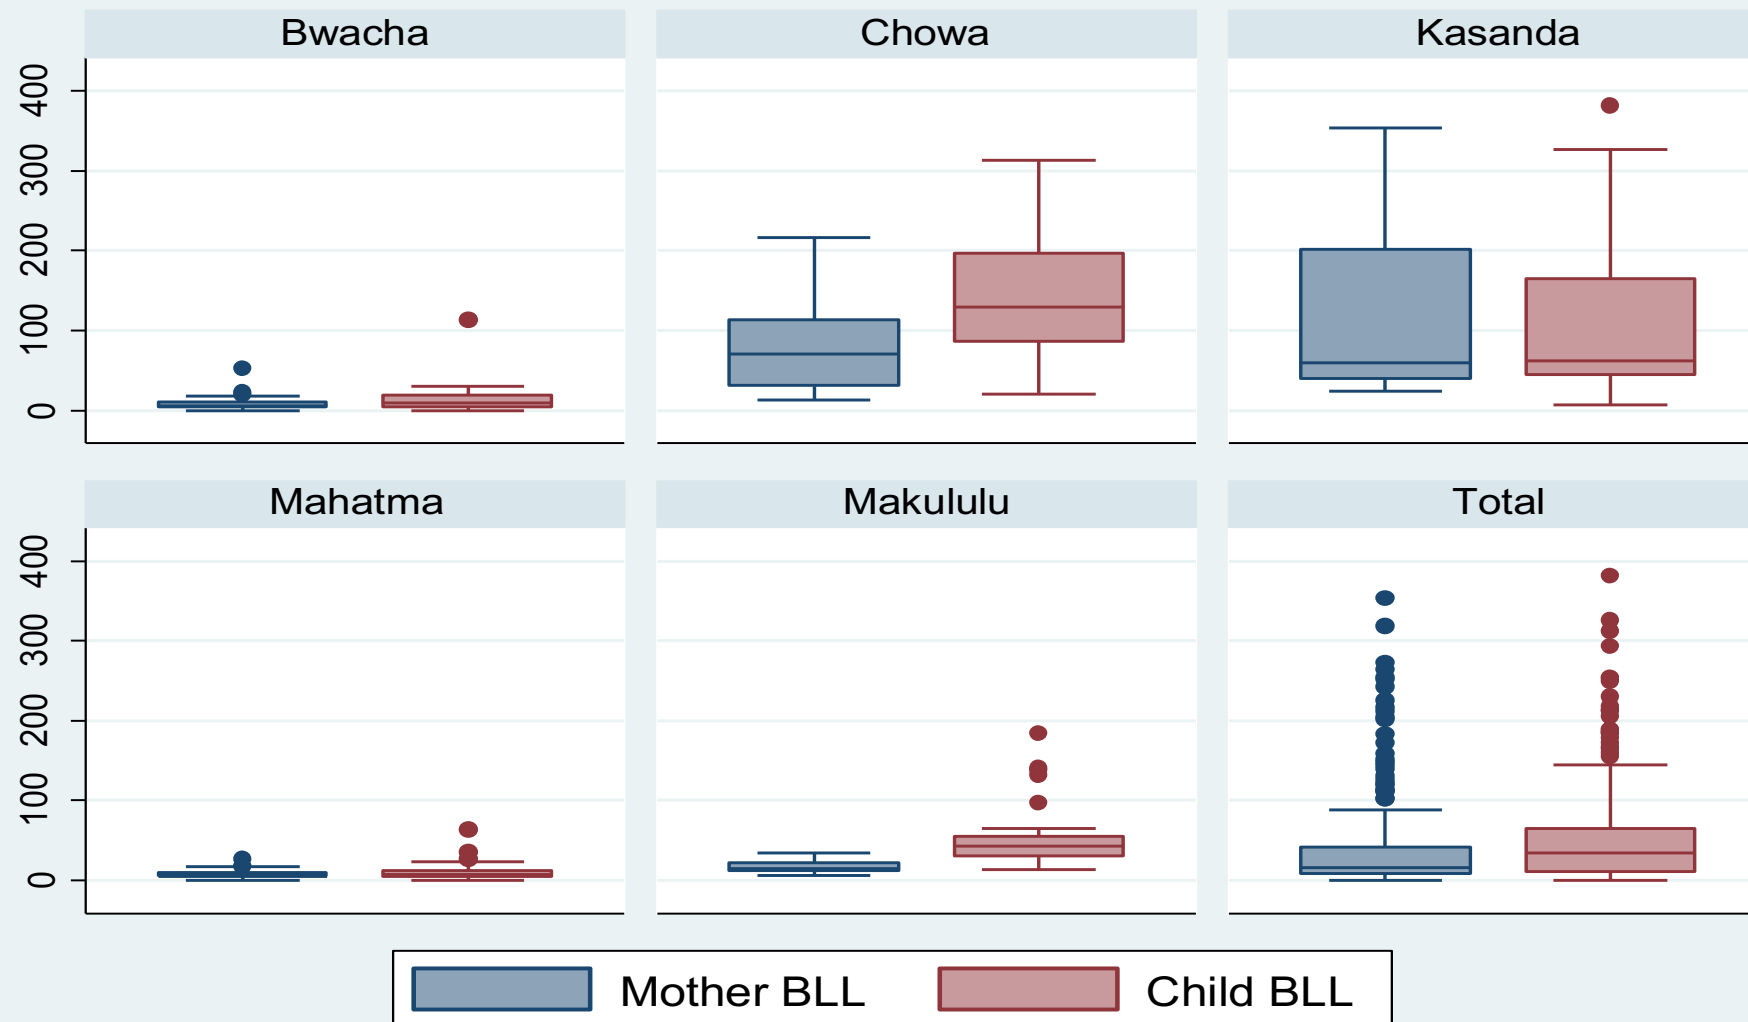 Bwacha
Chowa
Kasanda
400
300
200
100
0
Mahatma
Makululu
Total
400
300
200
100
0
Mother BLL
Child BLL